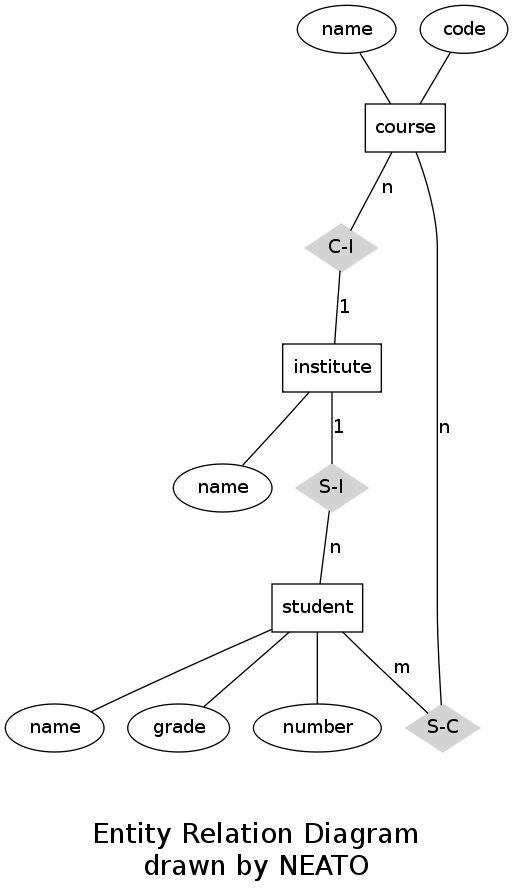 name
code
course
n
C-I
1
institute
1
n
name
S-I
n
student
m
name
grade
number
S-C
Entity Relation Diagram
drawn by NEATO